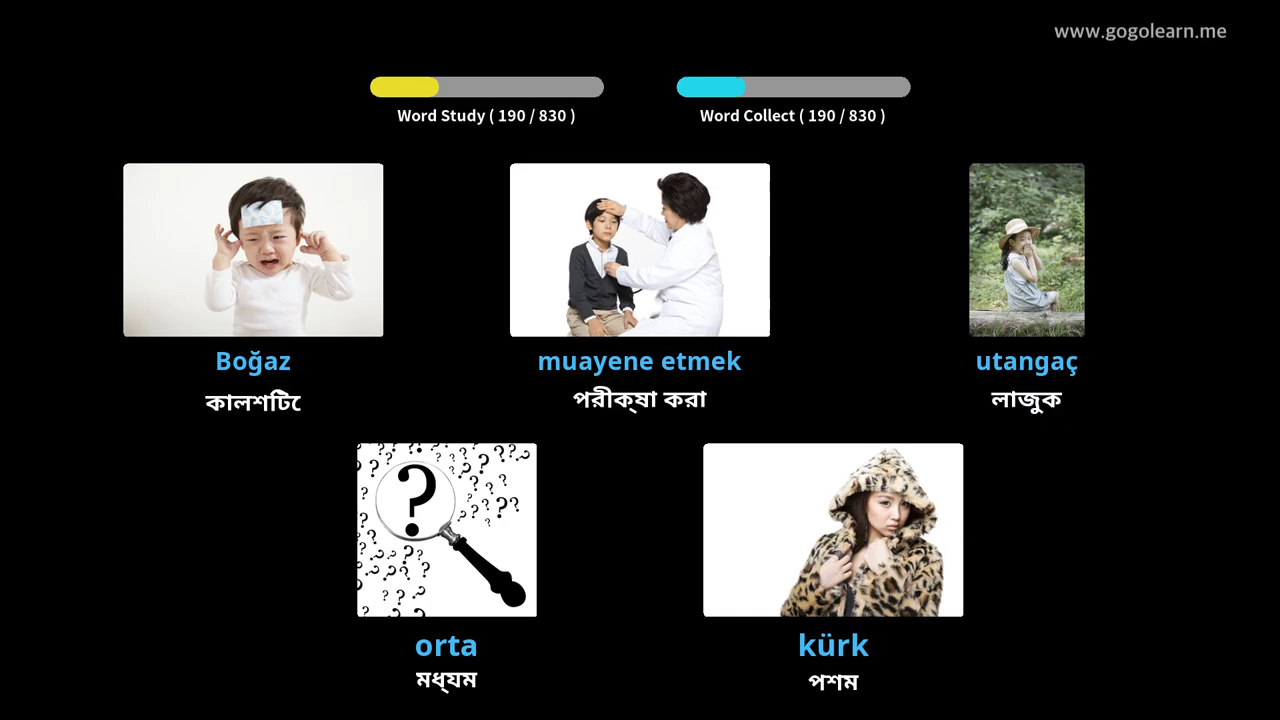 www.gogolearn.me
Word Study ( 190 / 830 )
Word Collect ( 190 / 830 )
Boğaz
কালশিটে
muayene etmek
পরীক্ষা করা
utangaç
লাজুক
orta
মধ্যম
kürk
পশম